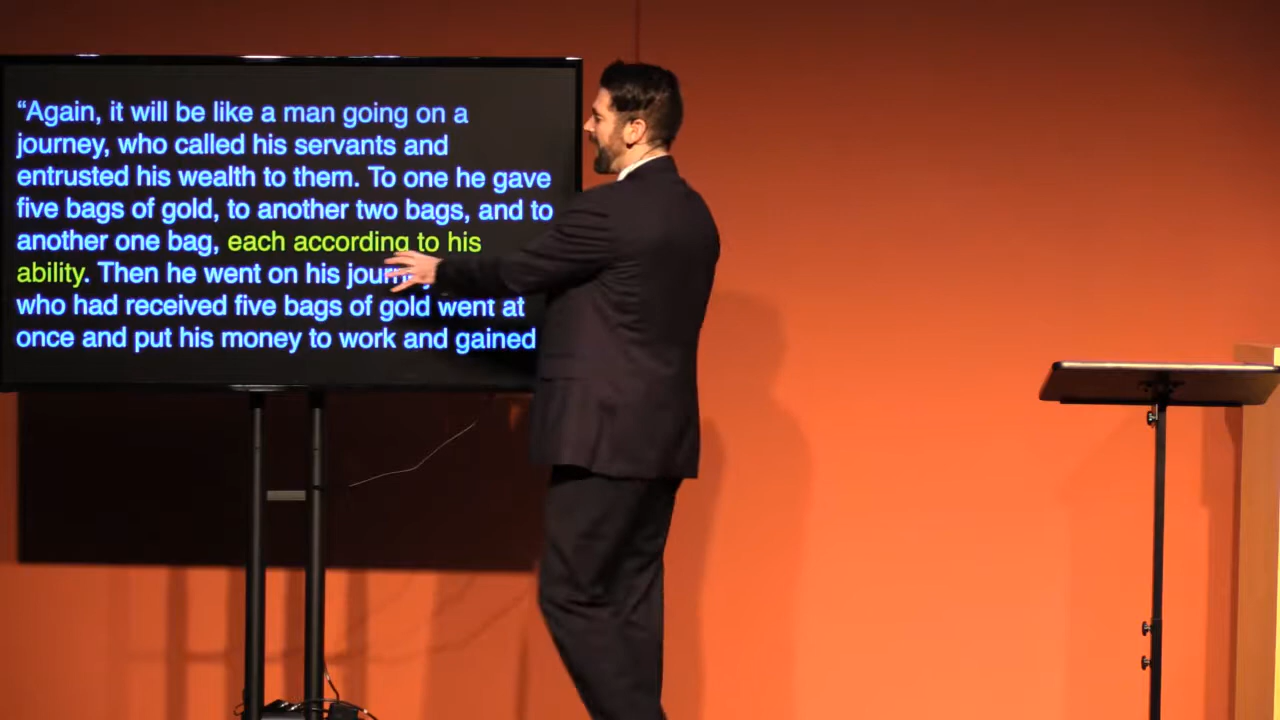 “Again, it will be like a man going on a
journey, who called his servants and
entrusted his wealth to them. To one he gave
five bags of gold, to another two bags, and to
another one bag, each according to his
ability. Then he went on his
who had received five bags of gold went at
once and put his money to work and gained